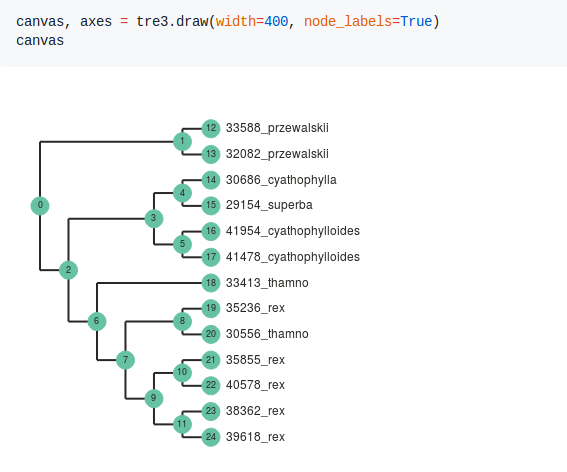 canvas, axes = tre3.draw(width=400, node_labels=True)
canvas
12 33588_przewalskii
1
13 32082_przewalskii
14 30686_cyathophylla
4
15 29154_superba
0
3
16 41954_cyathophylloides
5
17 41478_cyathophylloides
2
18 33413_thamno
19 35236_rex
6 8
20 30556_thamno
7 21 35855_rex
10
22 40578_rex
9
23 38362_rex
11
24 39618_rex